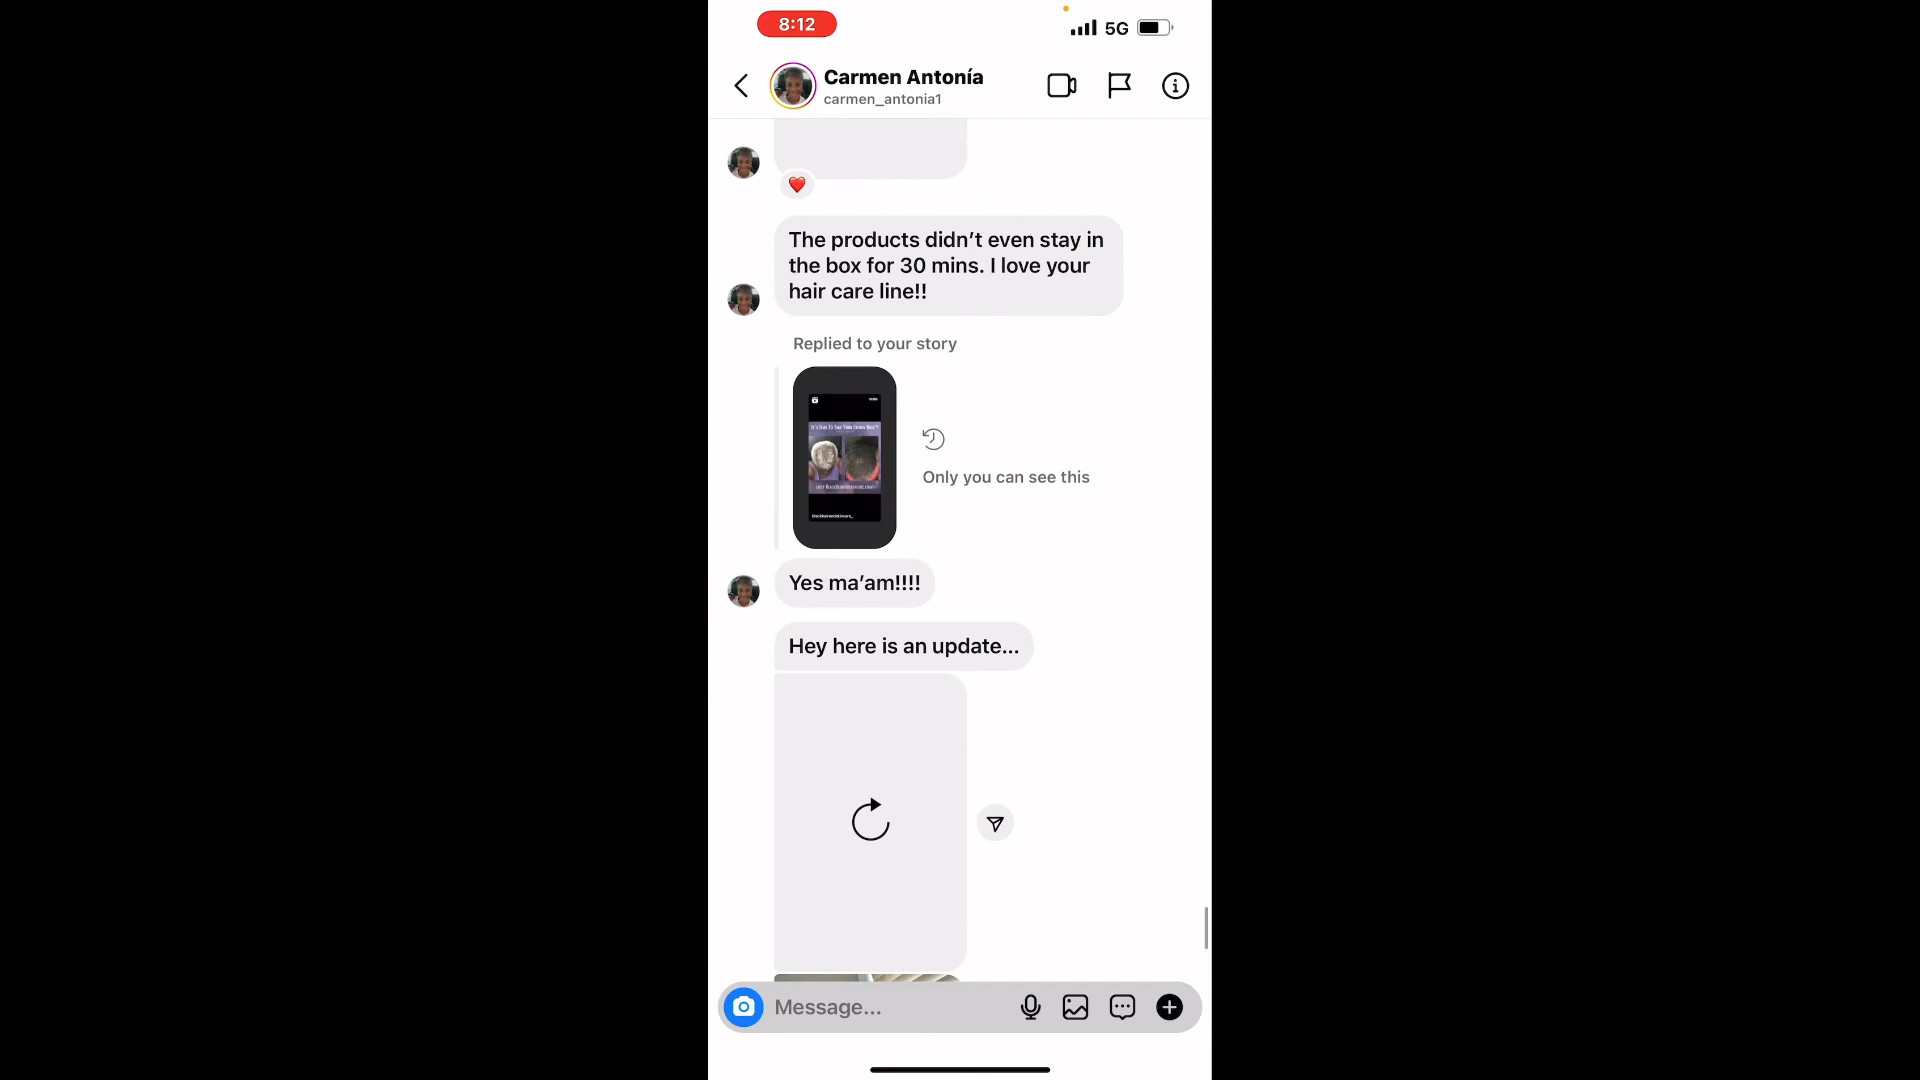 8:12
5G
Carmen Antonía
carmen_antonia1
The products didn’t even stay in
the box for 30 mins. I love your
hair care line!!
Replied to your story
Only you can see this
Yes ma’am!!!!
Hey here is an update...
Message...